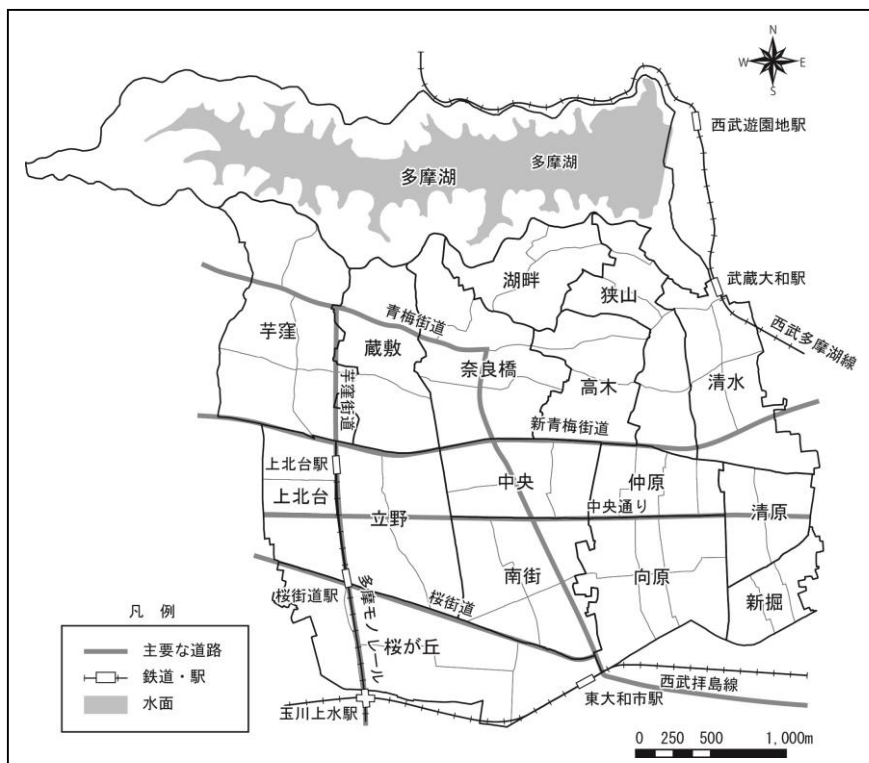 N
W E
S
西武遊園地駅
多摩湖
多摩湖
武蔵大和駅
湖畔
狭山
西武多摩湖線
青梅街道
芋窪
蔵敷
奈良橋
高木
清水
芋窪街道
新青梅街道
上北台駅
上北台
中央
仲原
中央通り
清原
立野
南街
向原
新堀
桜街道駅
桜街道
多摩モノレール
桜が丘
西武拝島線
東大和市駅
玉川上水駅
凡 例
主要な道路
鉄道・駅
水面
0 250 500 1,000m